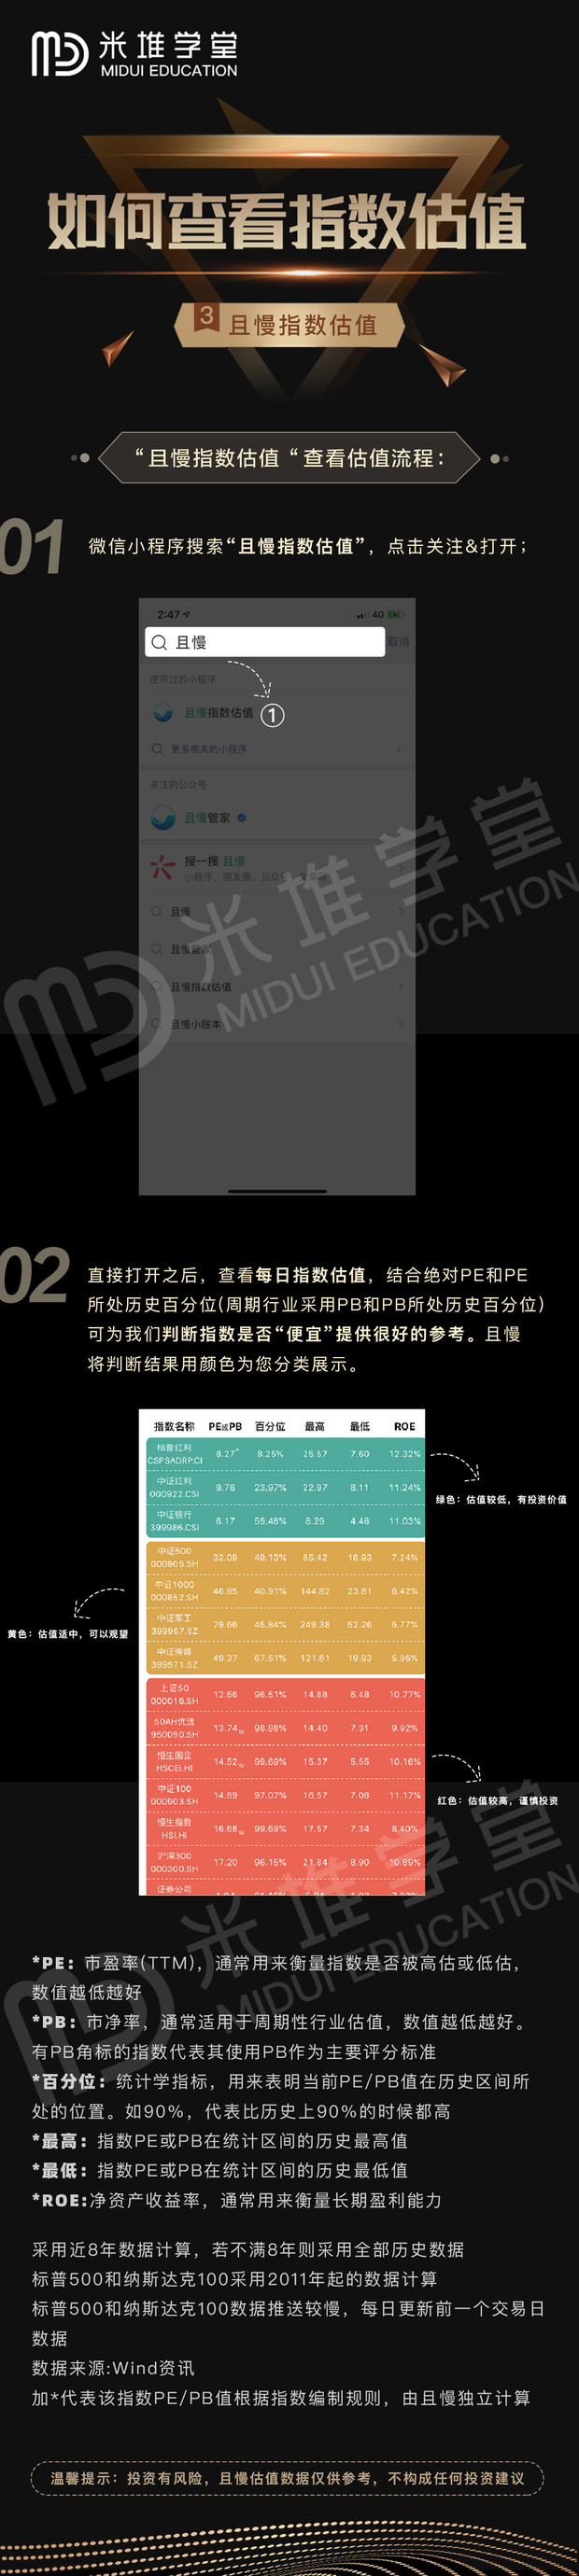 米堆学堂
MIDUI EDUCATION
如何查看指数估值
3 且慢指数估值
“且慢指数估值 “查看估值流程：
01
微信小程序搜索“且慢指数估值”，点击关注&打开；
2:47
4G
且慢
取消
使用过的小程序
且慢指数估值
①
更多相关的小程序
关注的公众号
且慢管家
搜一搜 且慢
小程序、朋友圈、公众号、文章等
且慢
且慢管家
且慢指数估值
且慢小账本
米堆学堂
MIDUI EDUCATION
02
直接打开之后，查看每日指数估值，结合绝对PE和PE
所处历史百分位(周期行业采用PB和PB所处历史百分位)
可为我们判断指数是否“便宜”提供很好的参考。且慢
将判断结果用颜色为您分类展示。
指数名称 PE或PB 百分位 最高 最低 ROE
标普红利
CSPSADRP.CI 8.27* 8.25% 25.57 7.60 12.32%
中证红利
000922.CSI 9.78 23.97% 22.97 8.11 11.24%
中证银行
399986.CSI 6.17 59.48% 8.29 4.46 11.03%
绿色：估值较低，有投资价值
中证500
000905.SH 32.09 49.13% 85.42 18.93 7.24%
中证1000
000852.SH 46.95 40.91% 144.82 23.81 6.42%
中证军工
399967.SZ 79.66 45.84% 249.38 52.26 5.77%
中证传媒
399971.SZ 49.37 67.51% 121.61 19.93 5.96%
黄色：估值适中，可以观望
上证50
000016.SH 12.66 96.51% 14.88 6.48 10.77%
50AH优选
950090.SH 13.74w 98.88% 14.40 7.31 9.92%
恒生国企
HSCEI.HI 14.52w 99.69% 15.37 5.55 10.16%
中证100
000903.SH 14.69 97.07% 16.57 7.08 11.17%
恒生指数
HSI.HI 16.68w 99.69% 17.57 7.34 8.40%
沪深300
000300.SH 17.20 96.15% 21.84 8.90 10.89%
证券公司
红色：估值较高，谨慎投资
米堆学堂
MIDUI EDUCATION
*PE：市盈率(TTM)，通常用来衡量指数是否被高估或低估，
数值越低越好
*PB：市净率，通常适用于周期性行业估值，数值越低越好。
有PB角标的指数代表其使用PB作为主要评分标准
*百分位：统计学指标，用来表明当前PE/PB值在历史区间所
处的位置。如90%，代表比历史上90%的时候都高
*最高：指数PE或PB在统计区间的历史最高值
*最低：指数PE或PB在统计区间的历史最低值
*ROE:净资产收益率，通常用来衡量长期盈利能力
采用近8年数据计算，若不满8年则采用全部历史数据
标普500和纳斯达克100采用2011年起的数据计算
标普500和纳斯达克100数据推送较慢，每日更新前一个交易日
数据
数据来源:Wind资讯
加*代表该指数PE/PB值根据指数编制规则，由且慢独立计算
温馨提示：投资有风险，且慢估值数据仅供参考，不构成任何投资建议